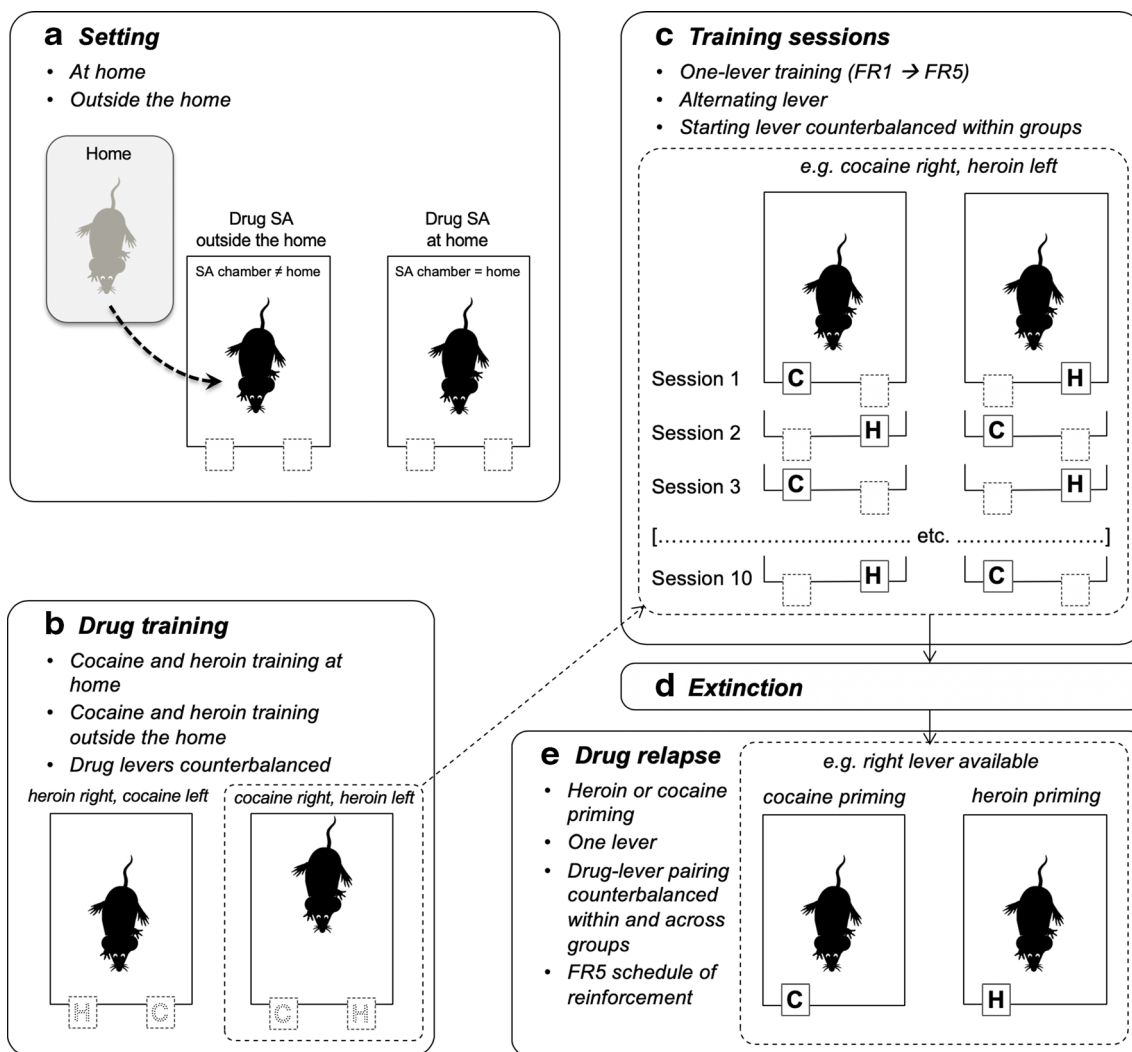 a Setting
• At home
• Outside the home
Home
Drug SA
outside the home
SA chamber ≠ home
Drug SA
at home
SA chamber = home
b Drug training
• Cocaine and heroin training at
home
• Cocaine and heroin training
outside the home
• Drug levers counterbalanced
heroin right, cocaine left
H C
cocaine right, heroin left
C H
c Training sessions
• One-lever training (FR1 → FR5)
• Alternating lever
• Starting lever counterbalanced within groups
e.g. cocaine right, heroin left
Session 1 C H
Session 2 H C
Session 3 C H
[.................................. etc. .......................]
Session 10 H C
d Extinction
e Drug relapse
• Heroin or cocaine
priming
• One lever
• Drug-lever pairing
counterbalanced
within and across
groups
• FR5 schedule of
reinforcement
e.g. right lever available
cocaine priming
C
heroin priming
H